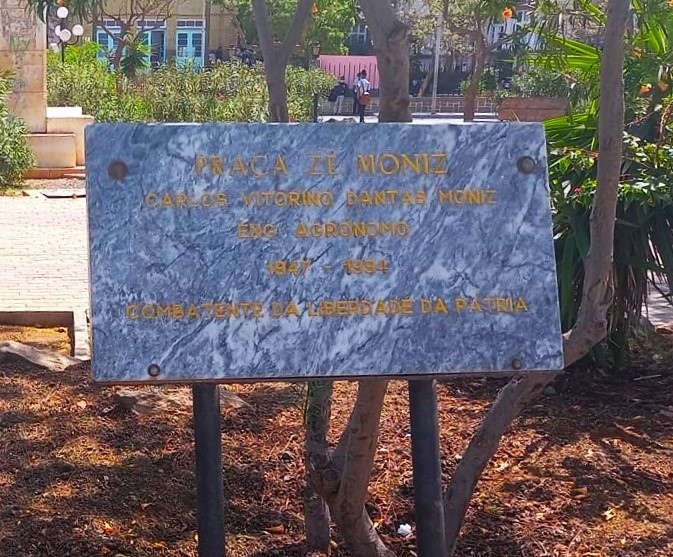 PRAÇA ZÉ MONIZ
CARLOS VITORINO DANTAS MONIZ
ENG. AGRÓNOMO
1947 - 1994
COMBATENTE DA LIBERDADE DA PÁTRIA